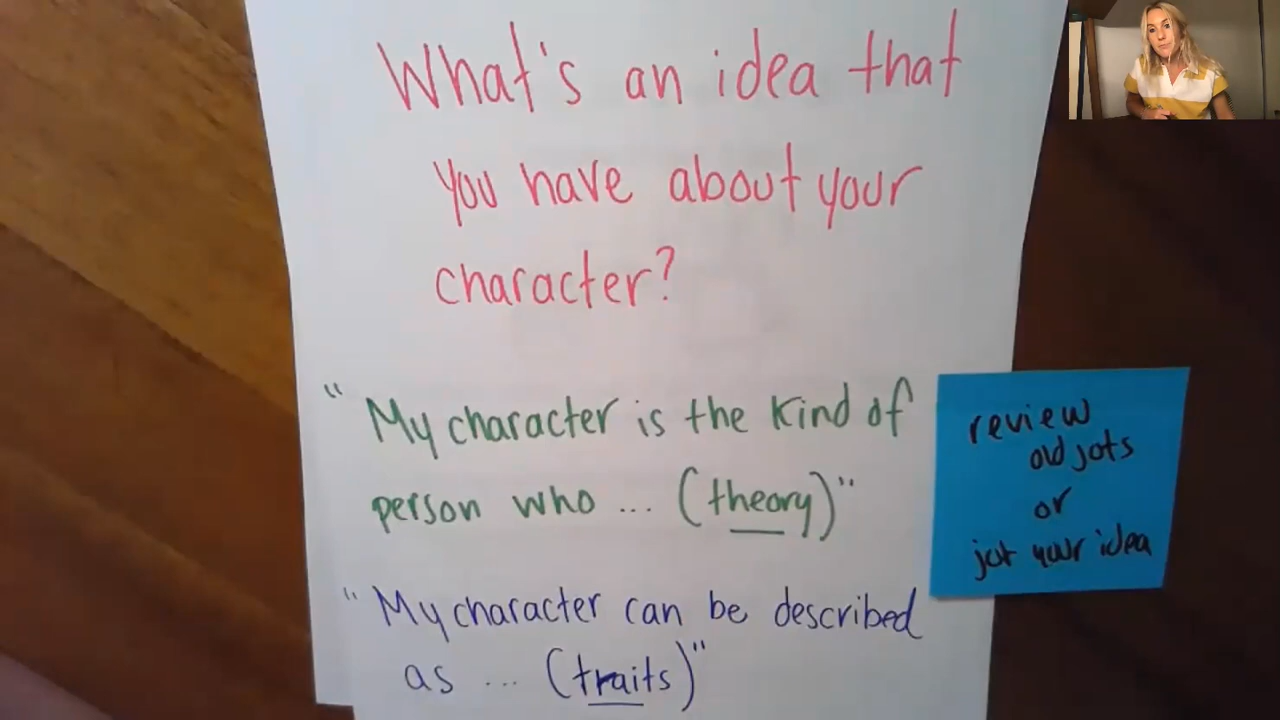 What's an idea that
you have about your
character?
"My character is the kind of
person who ... (theory)"
"My character can be described
as ... (traits)"
review
old jots
or
jot your idea